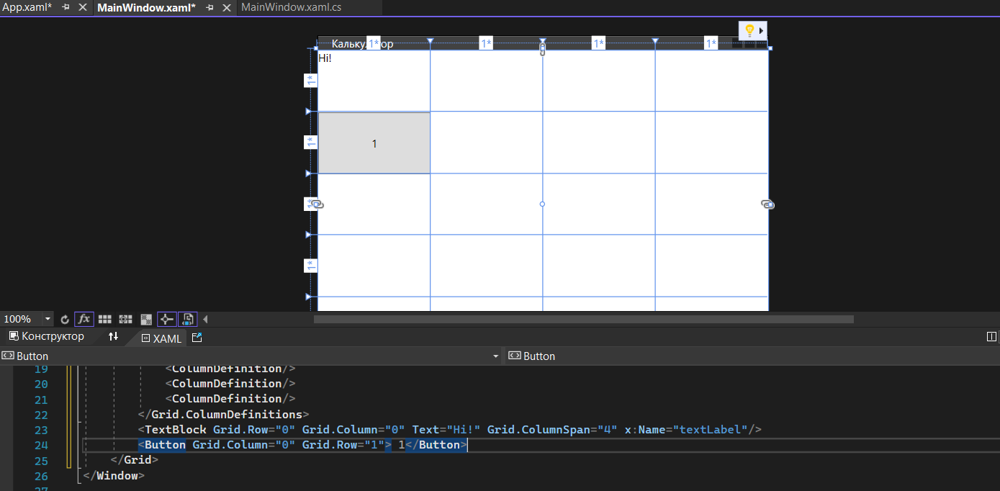 App.xaml* MainWindow.xaml* MainWindow.xaml.cs
1* 1* 1* 1*
Hi!
1*
1
1*
1*
100% fx
Конструктор XAML
Button Button
19 <ColumnDefinition/>
20 <ColumnDefinition/>
21 <ColumnDefinition/>
22 </Grid.ColumnDefinitions>
23 <TextBlock Grid.Row="0" Grid.Column="0" Text="Hi!" Grid.ColumnSpan="4" x:Name="textLabel"/>
24 <Button Grid.Column="0" Grid.Row="1"> 1</Button>
25 </Grid>
26 </Window>
27